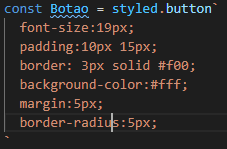 const Botao = styled.button`
font-size:19px;
padding:10px 15px;
border: 3px solid #f00;
background-color:#fff;
margin:5px;
border-radius:5px;
`